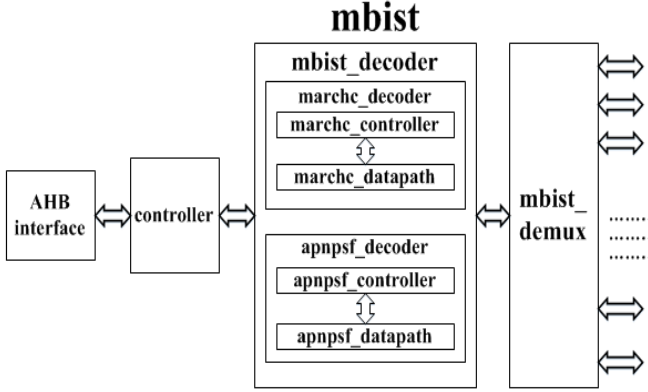 mbist
mbist_decoder
marchc_decoder
marchc_controller
marchc_datapath
AHB
interface
controller
apnpsf_decoder
apnpsf_controller
apnpsf_datapath
mbist_
demux
.......
.......
.......